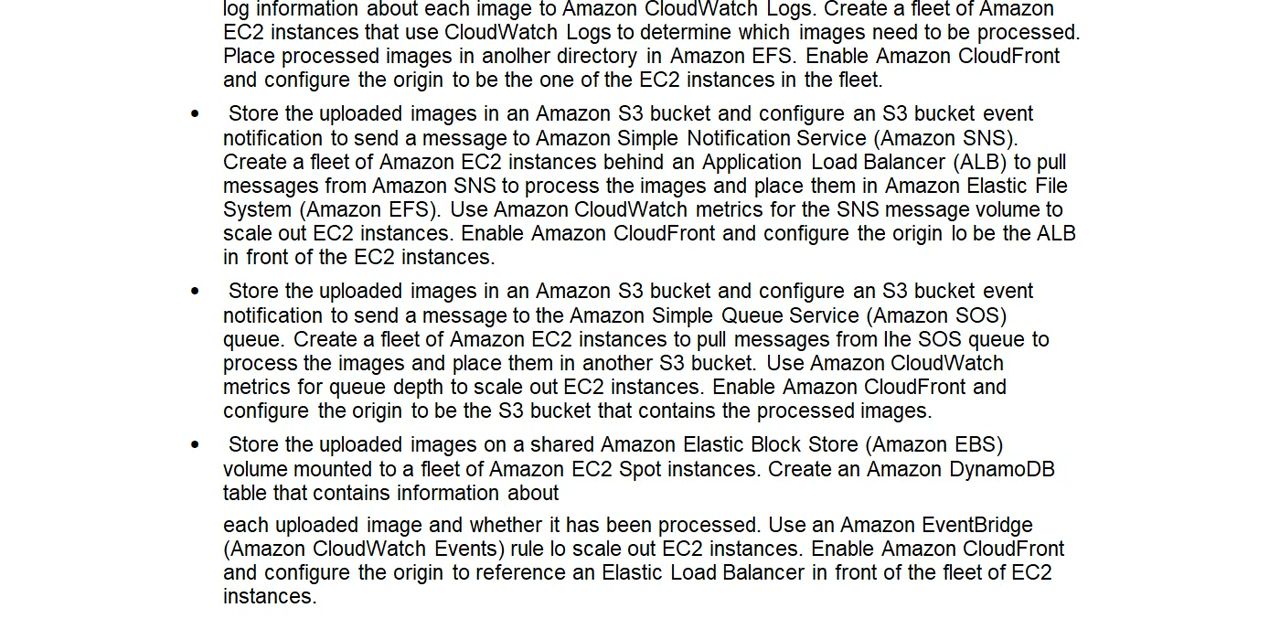 log information about each image to Amazon CloudWatch Logs. Create a fleet of Amazon
EC2 instances that use CloudWatch Logs to determine which images need to be processed.
Place processed images in anolher directory in Amazon EFS. Enable Amazon CloudFront
and configure the origin to be the one of the EC2 instances in the fleet.
• Store the uploaded images in an Amazon S3 bucket and configure an S3 bucket event
notification to send a message to Amazon Simple Notification Service (Amazon SNS).
Create a fleet of Amazon EC2 instances behind an Application Load Balancer (ALB) to pull
messages from Amazon SNS to process the images and place them in Amazon Elastic File
System (Amazon EFS). Use Amazon CloudWatch metrics for the SNS message volume to
scale out EC2 instances. Enable Amazon CloudFront and configure the origin lo be the ALB
in front of the EC2 instances.
• Store the uploaded images in an Amazon S3 bucket and configure an S3 bucket event
notification to send a message to the Amazon Simple Queue Service (Amazon SOS)
queue. Create a fleet of Amazon EC2 instances to pull messages from lhe SOS queue to
process the images and place them in another S3 bucket. Use Amazon CloudWatch
metrics for queue depth to scale out EC2 instances. Enable Amazon CloudFront and
configure the origin to be the S3 bucket that contains the processed images.
• Store the uploaded images on a shared Amazon Elastic Block Store (Amazon EBS)
volume mounted to a fleet of Amazon EC2 Spot instances. Create an Amazon DynamoDB
table that contains information about
each uploaded image and whether it has been processed. Use an Amazon EventBridge
(Amazon CloudWatch Events) rule lo scale out EC2 instances. Enable Amazon CloudFront
and configure the origin to reference an Elastic Load Balancer in front of the fleet of EC2
instances.